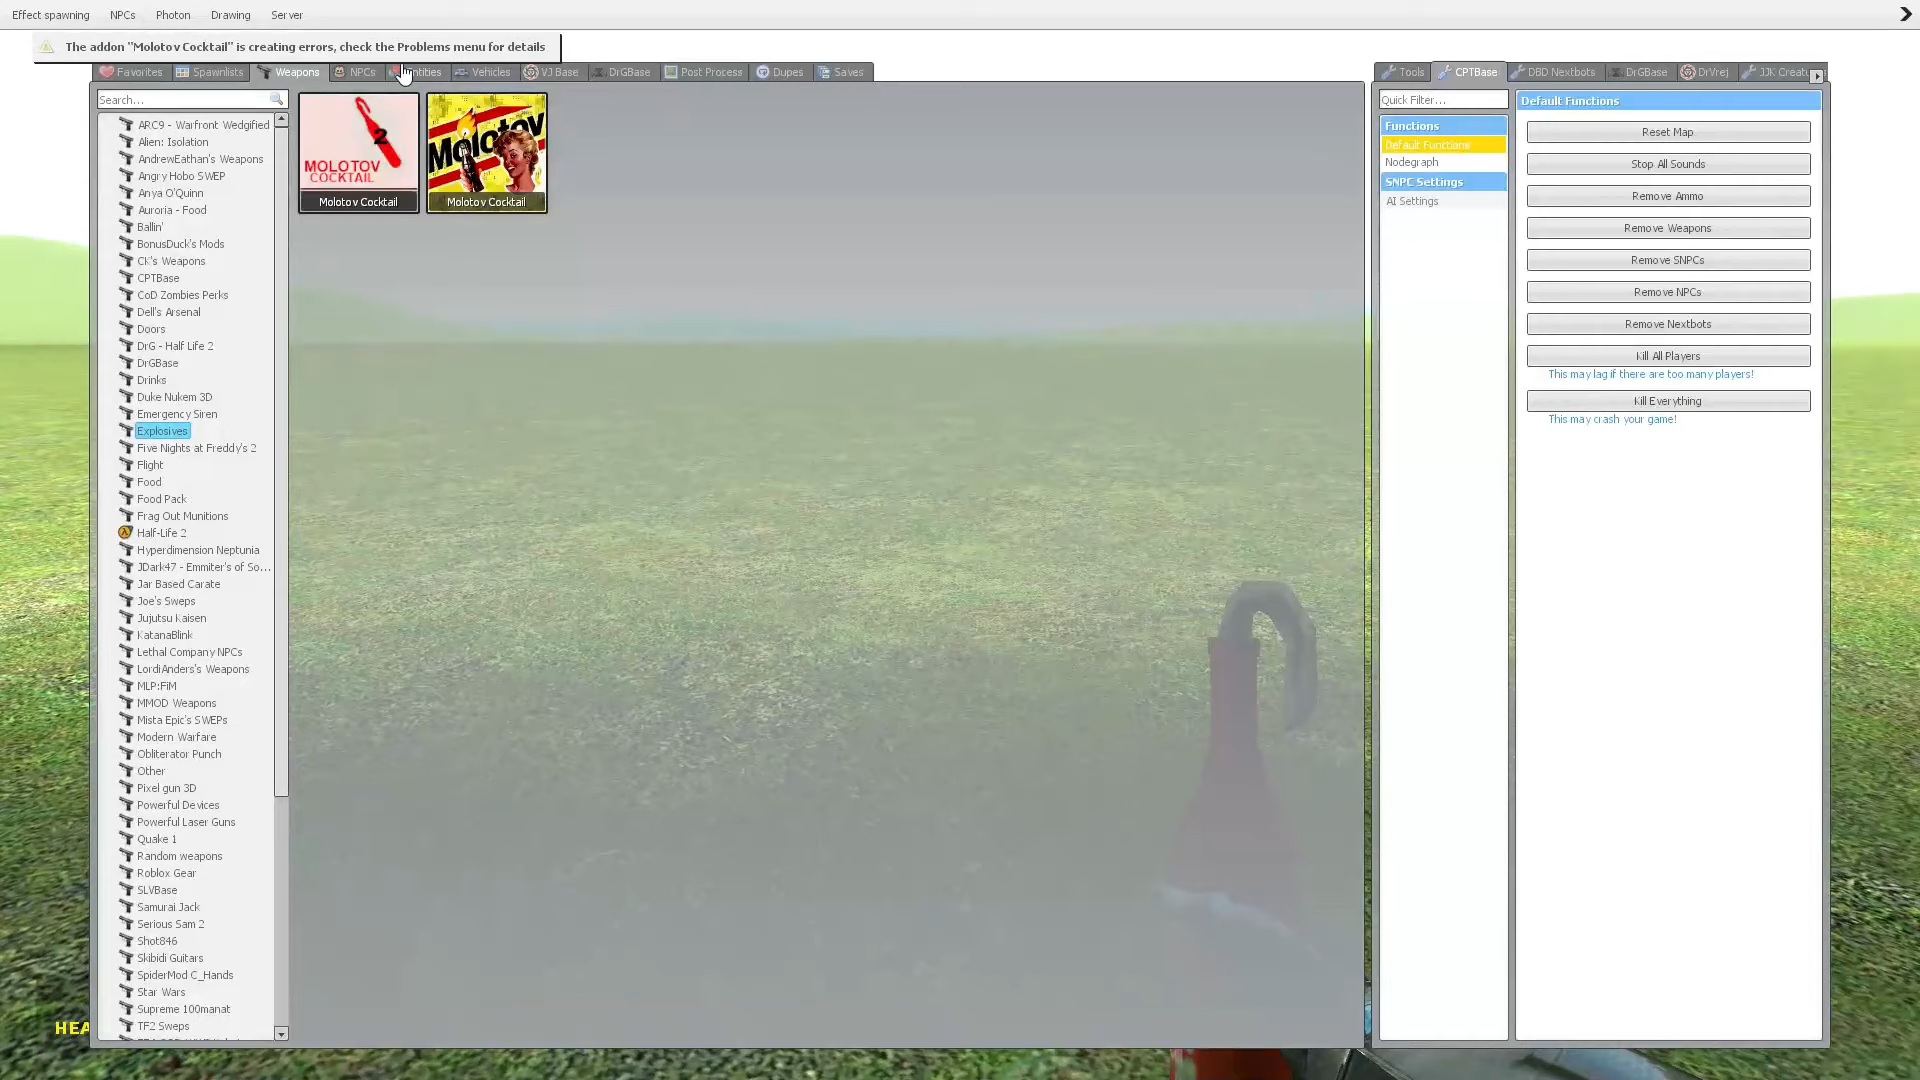 Effect spawning NPCs Photon Drawing Server
The addon "Molotov Cocktail" is creating errors, check the Problems menu for details
Favorites Spawnlists Weapons NPCs Vehicles VJ Base DrGBase Post Process Dupes Saves
Search...
ARC9 - Warfront Wedgified
Alien: Isolation
AndrewEathan's Weapons
Angry Hobo SWEP
Anya O'Quinn
Auroria - Food
Ballin'
BonusDuck's Mods
CK's Weapons
CPTBase
CoD Zombies Perks
Dell's Arsenal
Doors
DrG - Half Life 2
DrGBase
Drinks
Duke Nukem 3D
Emergency Siren
Explosives
Five Nights at Freddy's 2
Flight
Food
Food Pack
Frag Out Munitions
Half-Life 2
Hyperdimension Neptunia
JDark47 - Emmiter's of So...
Jar Based Carate
Joe's Sweps
Jujutsu Kaisen
KatanaBlink
Lethal Company NPCs
LordiAnders's Weapons
MLP:FiM
MMOD Weapons
Mista Epic's SWEPs
Modern Warfare
Obliterator Punch
Other
Pixel gun 3D
Powerful Devices
Powerful Laser Guns
Quake 1
Random weapons
Roblox Gear
SLVBase
Samurai Jack
Serious Sam 2
Shot846
Skibidi Guitars
SpiderMod C_Hands
Star Wars
Supreme 100manat
TF2 Sweps
HEA
2
MOLOTOV
COCKTAIL
Molotov Cocktail
Molotov
Molotov Cocktail
Tools CPTBase DBD Nextbots DrGBase DrVrej JJK Creatu
Quick Filter...
Functions
Default Functions
Nodegraph
SNPC Settings
AI Settings
Default Functions
Reset Map
Stop All Sounds
Remove Ammo
Remove Weapons
Remove SNPCs
Remove NPCs
Remove Nextbots
Kill All Players
This may lag if there are too many players!
Kill Everything
This may crash your game!